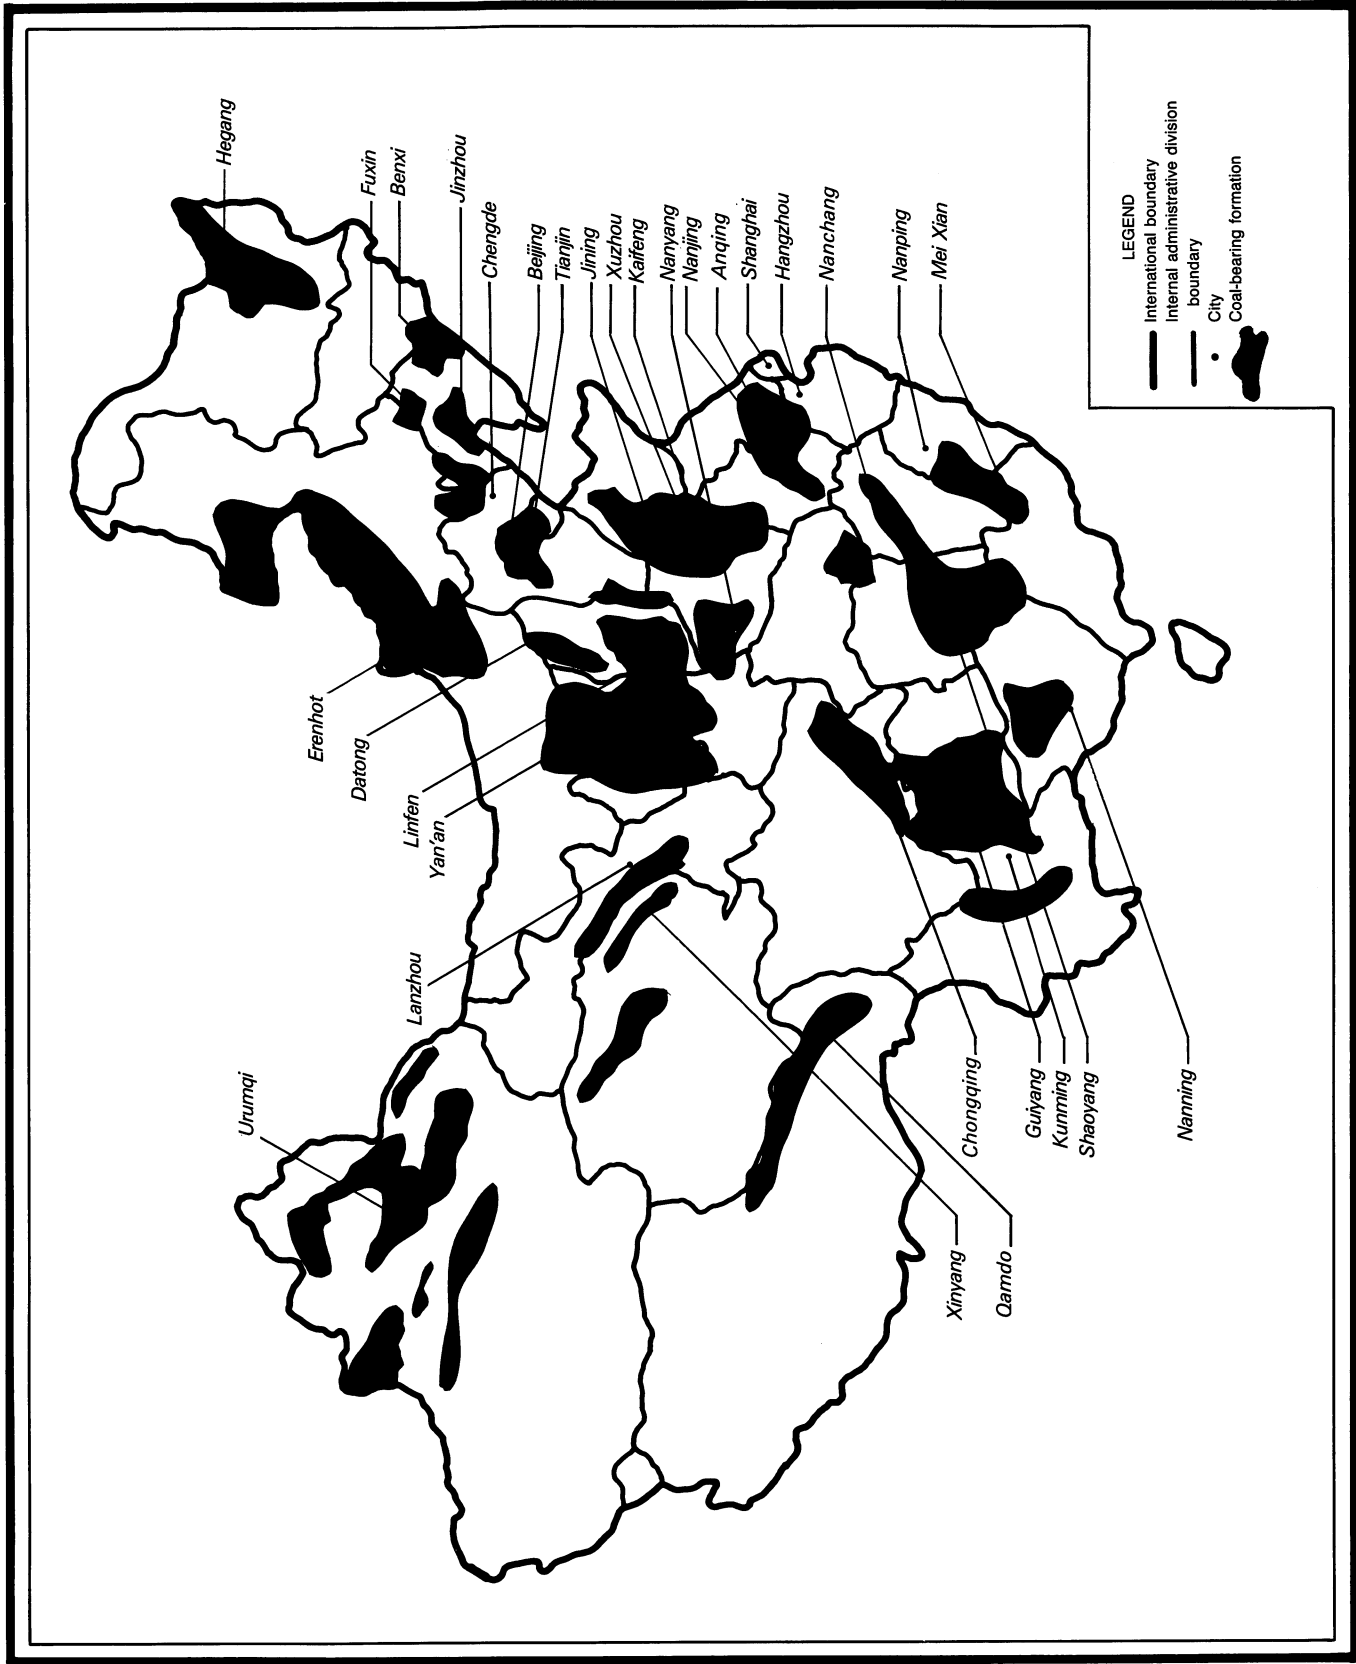 Hegang
Fuxin
Benxi
Jinzhou
Chengde
Beijing
Tianjin
Jining
Xuzhou
Kaifeng
Nanyang
Nanjing
Anqing
Shanghai
Hangzhou
Nanchang
Nanping
Mei Xian
Erenhot
Datong
Linfen
Yan'an
Lanzhou
Urumqi
Chongqing
Guiyang
Kunming
Shaoyang
Nanning
Xinyang
Qamdo
LEGEND
International boundary
Internal administrative division
boundary
City
Coal-bearing formation